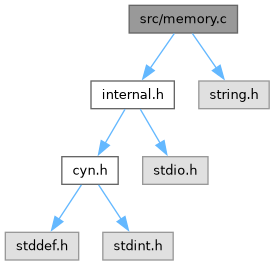 src/memory.c
internal.h
string.h
cyn.h
stdio.h
stddef.h
stdint.h